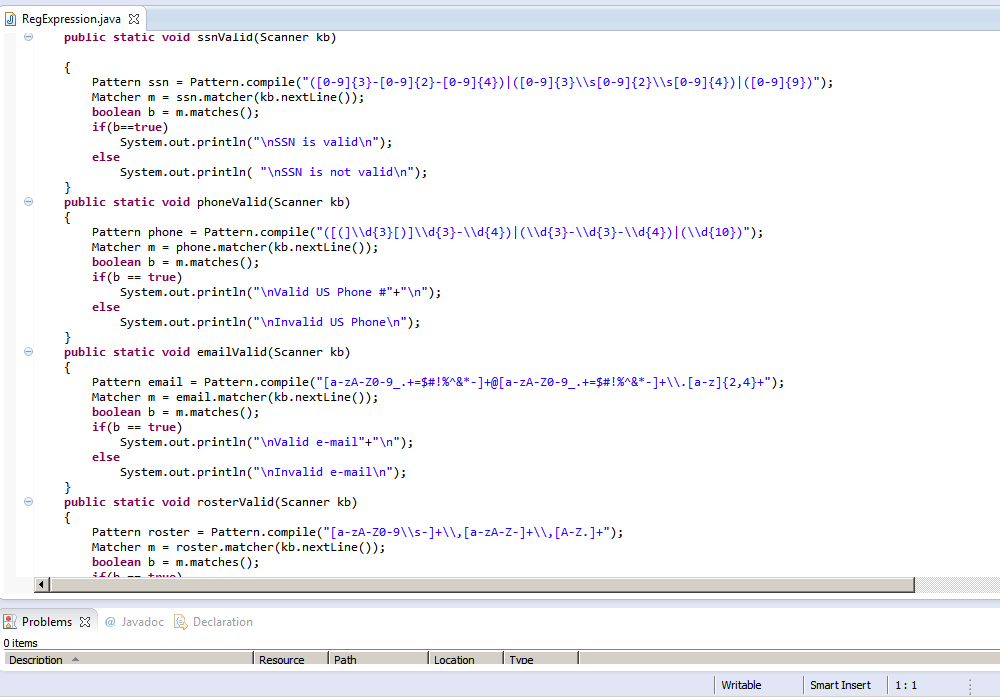 RegExpression.java
public static void ssnValid(Scanner kb)
{
Pattern ssn = Pattern.compile("([0-9]{3}-[0-9]{2}-[0-9]{4})|([0-9]{3}\\s[0-9]{2}\\s[0-9]{4})|([0-9]{9})");
Matcher m = ssn.matcher(kb.nextLine());
boolean b = m.matches();
if(b==true)
System.out.println("\nSSN is valid\n");
else
System.out.println( "\nSSN is not valid\n");
}
public static void phoneValid(Scanner kb)
{
Pattern phone = Pattern.compile("([(]\\d{3}[)]\\d{3}-\\d{4})|(\\d{3}-\\d{3}-\\d{4})|(\\d{10})");
Matcher m = phone.matcher(kb.nextLine());
boolean b = m.matches();
if(b == true)
System.out.println("\nValid US Phone #"+"\n");
else
System.out.println("\nInvalid US Phone\n");
}
public static void emailValid(Scanner kb)
{
Pattern email = Pattern.compile("[a-zA-Z0-9_.+=$#!%^&*-]+@[a-zA-Z0-9_.+=$#!%^&*-]+\\.[a-z]{2,4}+");
Matcher m = email.matcher(kb.nextLine());
boolean b = m.matches();
if(b == true)
System.out.println("\nValid e-mail"+"\n");
else
System.out.println("\nInvalid e-mail\n");
}
public static void rosterValid(Scanner kb)
{
Pattern roster = Pattern.compile("[a-zA-Z0-9\\s-]+\\,[a-zA-Z-]+\\,[A-Z.]+");
Matcher m = roster.matcher(kb.nextLine());
boolean b = m.matches();
if(b == true)
Problems @ Javadoc Declaration
0 items
Description Resource Path Location Type
Writable Smart Insert 1 : 1